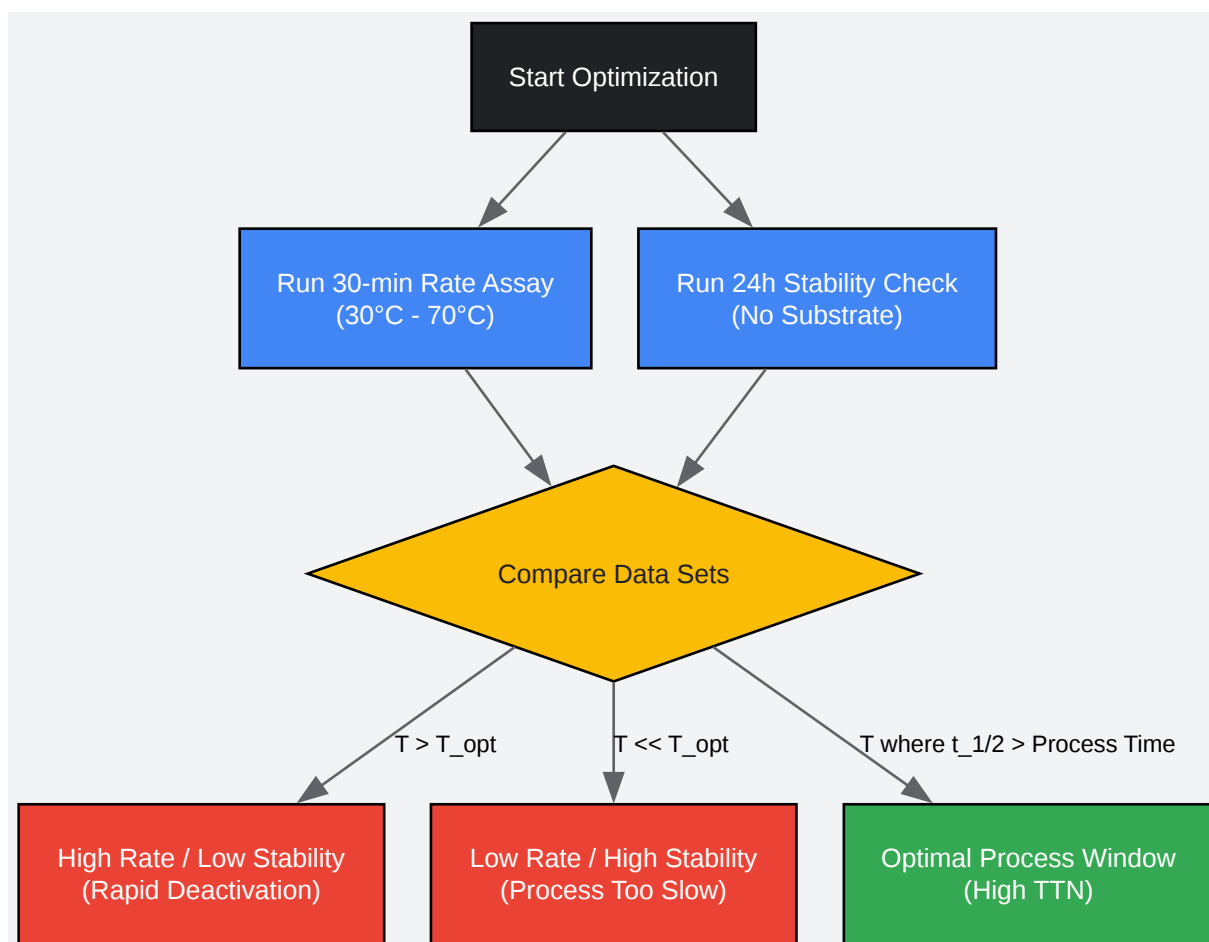 Start Optimization
Run 30-min Rate Assay
(30°C - 70°C)
Run 24h Stability Check
(No Substrate)
Compare Data Sets
T > T_opt
T << T_opt
T where t_1/2 > Process Time
High Rate / Low Stability
(Rapid Deactivation)
Low Rate / High Stability
(Process Too Slow)
Optimal Process Window
(High TTN)